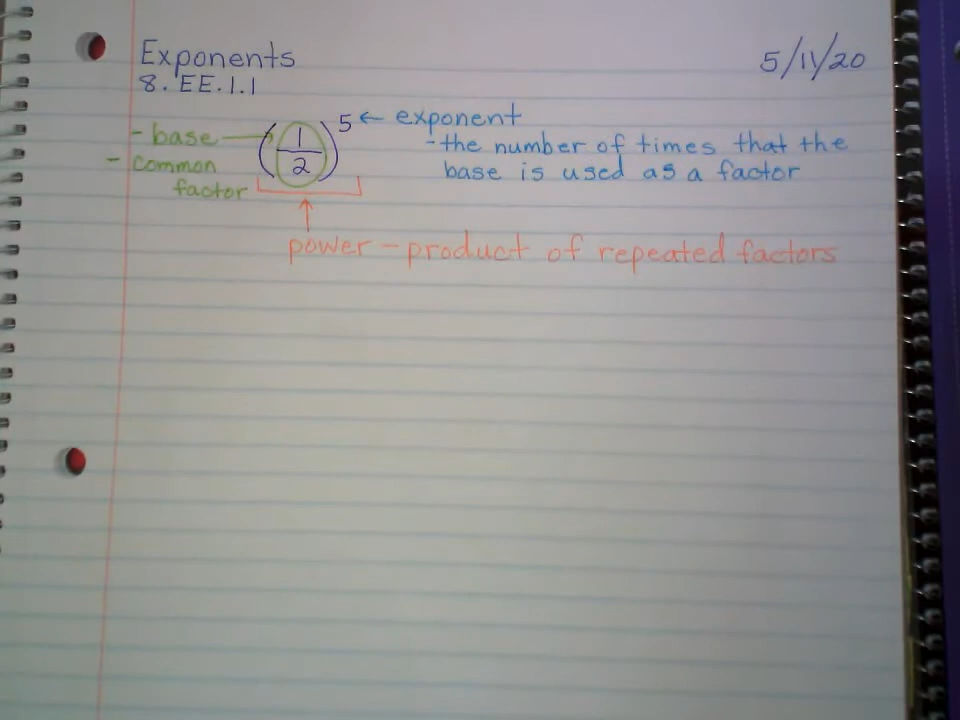 Exponents 5/11/20
8.EE.1.1
- base (1/2)^5 ← exponent
- common factor
- the number of times that the
base is used as a factor
↑
power - product of repeated factors